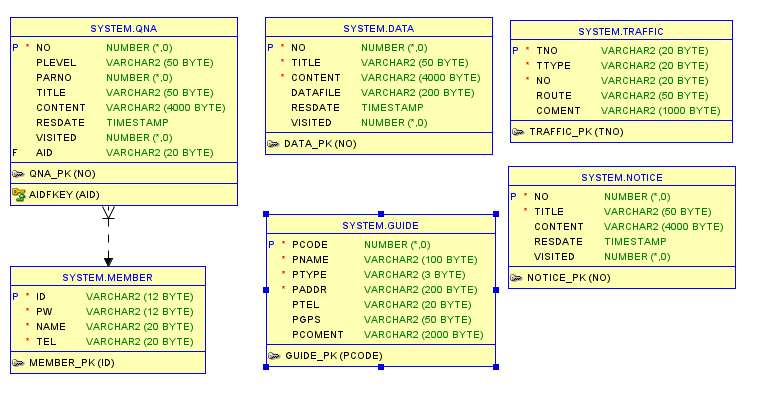 SYSTEM.QNA
P * NO NUMBER (*,0)
PLEVEL VARCHAR2 (50 BYTE)
PARNO NUMBER (*,0)
TITLE VARCHAR2 (50 BYTE)
CONTENT VARCHAR2 (4000 BYTE)
RESDATE TIMESTAMP
VISITED NUMBER (*,0)
F AID VARCHAR2 (20 BYTE)
QNA_PK (NO)
AIDFKEY (AID)
SYSTEM.MEMBER
P * ID VARCHAR2 (12 BYTE)
* PW VARCHAR2 (12 BYTE)
* NAME VARCHAR2 (20 BYTE)
* TEL VARCHAR2 (20 BYTE)
MEMBER_PK (ID)
SYSTEM.DATA
P * NO NUMBER (*,0)
* TITLE VARCHAR2 (50 BYTE)
* CONTENT VARCHAR2 (4000 BYTE)
DATAFILE VARCHAR2 (200 BYTE)
RESDATE TIMESTAMP
VISITED NUMBER (*,0)
DATA_PK (NO)
SYSTEM.GUIDE
P * PCODE NUMBER (*,0)
* PNAME VARCHAR2 (100 BYTE)
* PTYPE VARCHAR2 (3 BYTE)
* PADDR VARCHAR2 (200 BYTE)
PTEL VARCHAR2 (20 BYTE)
PGPS VARCHAR2 (50 BYTE)
PCOMENT VARCHAR2 (2000 BYTE)
GUIDE_PK (PCODE)
SYSTEM.TRAFFIC
P * TNO VARCHAR2 (20 BYTE)
* TTYPE VARCHAR2 (20 BYTE)
* NO VARCHAR2 (20 BYTE)
ROUTE VARCHAR2 (50 BYTE)
COMENT VARCHAR2 (1000 BYTE)
TRAFFIC_PK (TNO)
SYSTEM.NOTICE
P * NO NUMBER (*,0)
* TITLE VARCHAR2 (50 BYTE)
CONTENT VARCHAR2 (4000 BYTE)
RESDATE TIMESTAMP
VISITED NUMBER (*,0)
NOTICE_PK (NO)